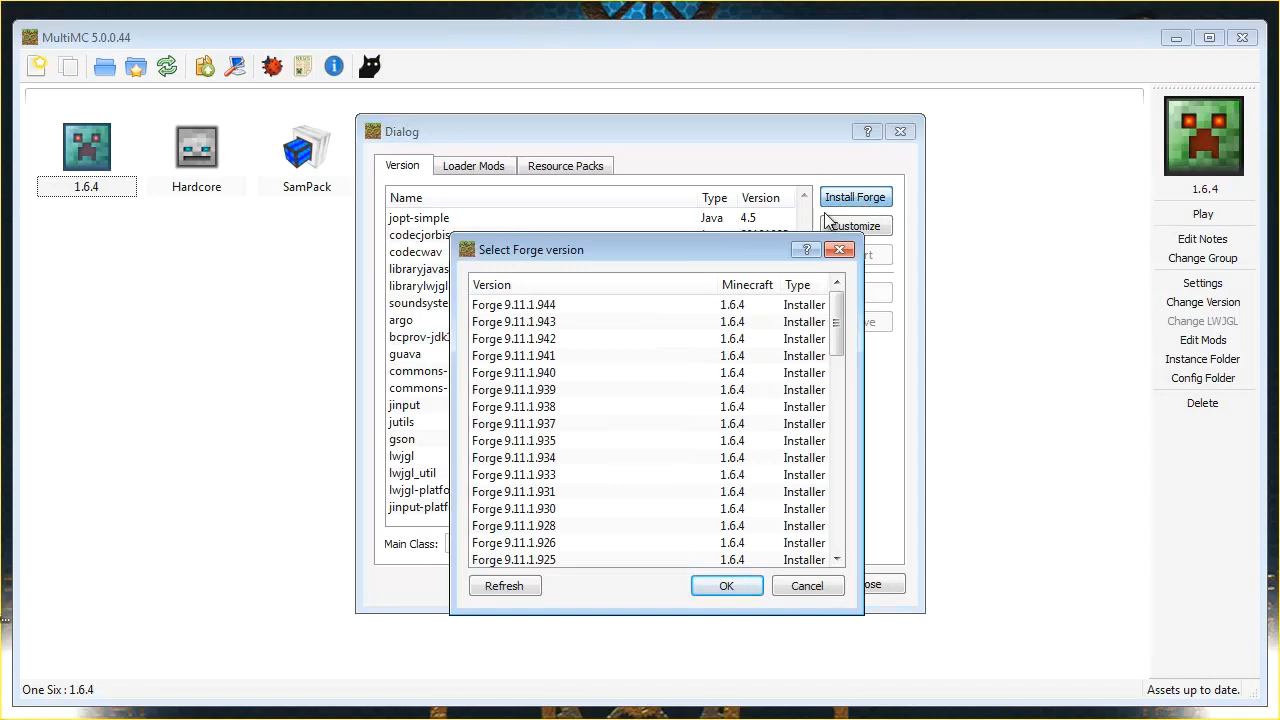 MultiMC 5.0.0.44
1.6.4
Hardcore
SamPack
Dialog
?
Version
Loader Mods
Resource Packs
Name Type Version
jopt-simple Java 4.5
codecjorbis
codecwav
libraryjavas
librarylwjgl
soundsyste
argo
bcprov-jdk
guava
commons-
commons-
jinput
jutils
gson
lwjgl
lwjgl_util
lwjgl-platfo
jinput-platf
Main Class:
Install Forge
Customize
Select Forge version
?
Version Minecraft Type
Forge 9.11.1.944 1.6.4 Installer
Forge 9.11.1.943 1.6.4 Installer
Forge 9.11.1.942 1.6.4 Installer
Forge 9.11.1.941 1.6.4 Installer
Forge 9.11.1.940 1.6.4 Installer
Forge 9.11.1.939 1.6.4 Installer
Forge 9.11.1.938 1.6.4 Installer
Forge 9.11.1.937 1.6.4 Installer
Forge 9.11.1.935 1.6.4 Installer
Forge 9.11.1.934 1.6.4 Installer
Forge 9.11.1.933 1.6.4 Installer
Forge 9.11.1.931 1.6.4 Installer
Forge 9.11.1.930 1.6.4 Installer
Forge 9.11.1.928 1.6.4 Installer
Forge 9.11.1.926 1.6.4 Installer
Forge 9.11.1.925 1.6.4 Installer
Refresh
OK
Cancel
ose
1.6.4
Play
Edit Notes
Change Group
Settings
Change Version
Change LWJGL
Edit Mods
Instance Folder
Config Folder
Delete
One Six : 1.6.4
Assets up to date.